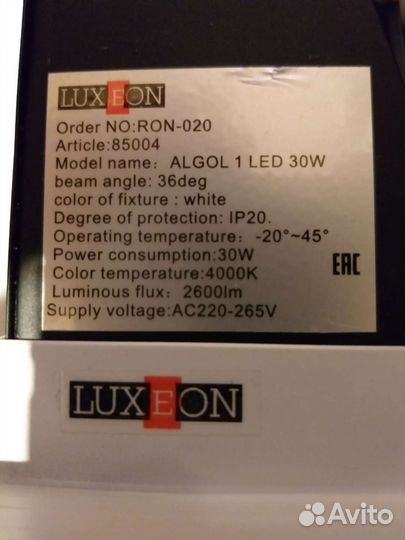 LUXEON
Order NO:RON-020
Article:85004
Model name: ALGOL 1 LED 30W
beam angle: 36deg
color of fixture : white
Degree of protection: IP20.
Operating temperature: -20°~45°
Power consumption:30W
Color temperature:4000K
Luminous flux: 2600lm
Supply voltage:AC220-265V
EAC
LUXEON
Avito